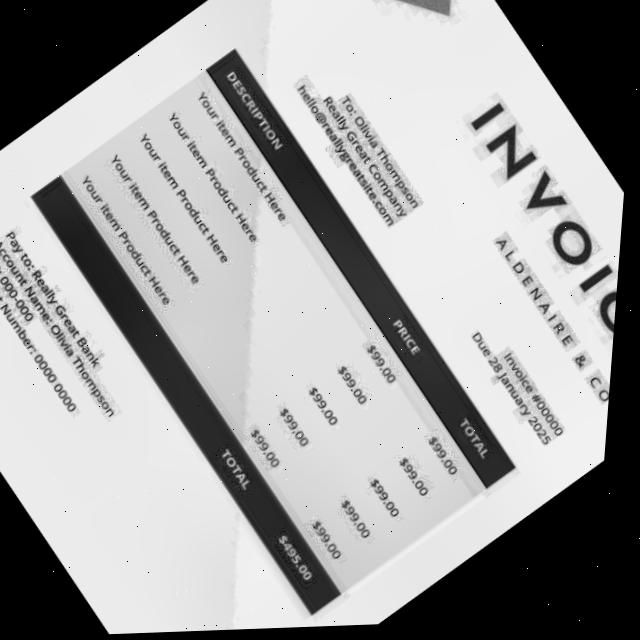 INVOIC
ALDENAIRE & CO
Invoice #00000
Due 28 January 2025
To: Olivia Thompson
Really Great Company
hello@reallygreatsite.com
DESCRIPTION PRICE TOTAL
Your item Product Here $99.00 $99.00
Your item Product Here $99.00 $99.00
Your item Product Here $99.00 $99.00
Your item Product Here $99.00 $99.00
Your item Product Here $99.00 $99.00
TOTAL $495.00
Pay to: Really Great Bank
Account Name: Olivia Thompson
000.000
Number: 0000 0000